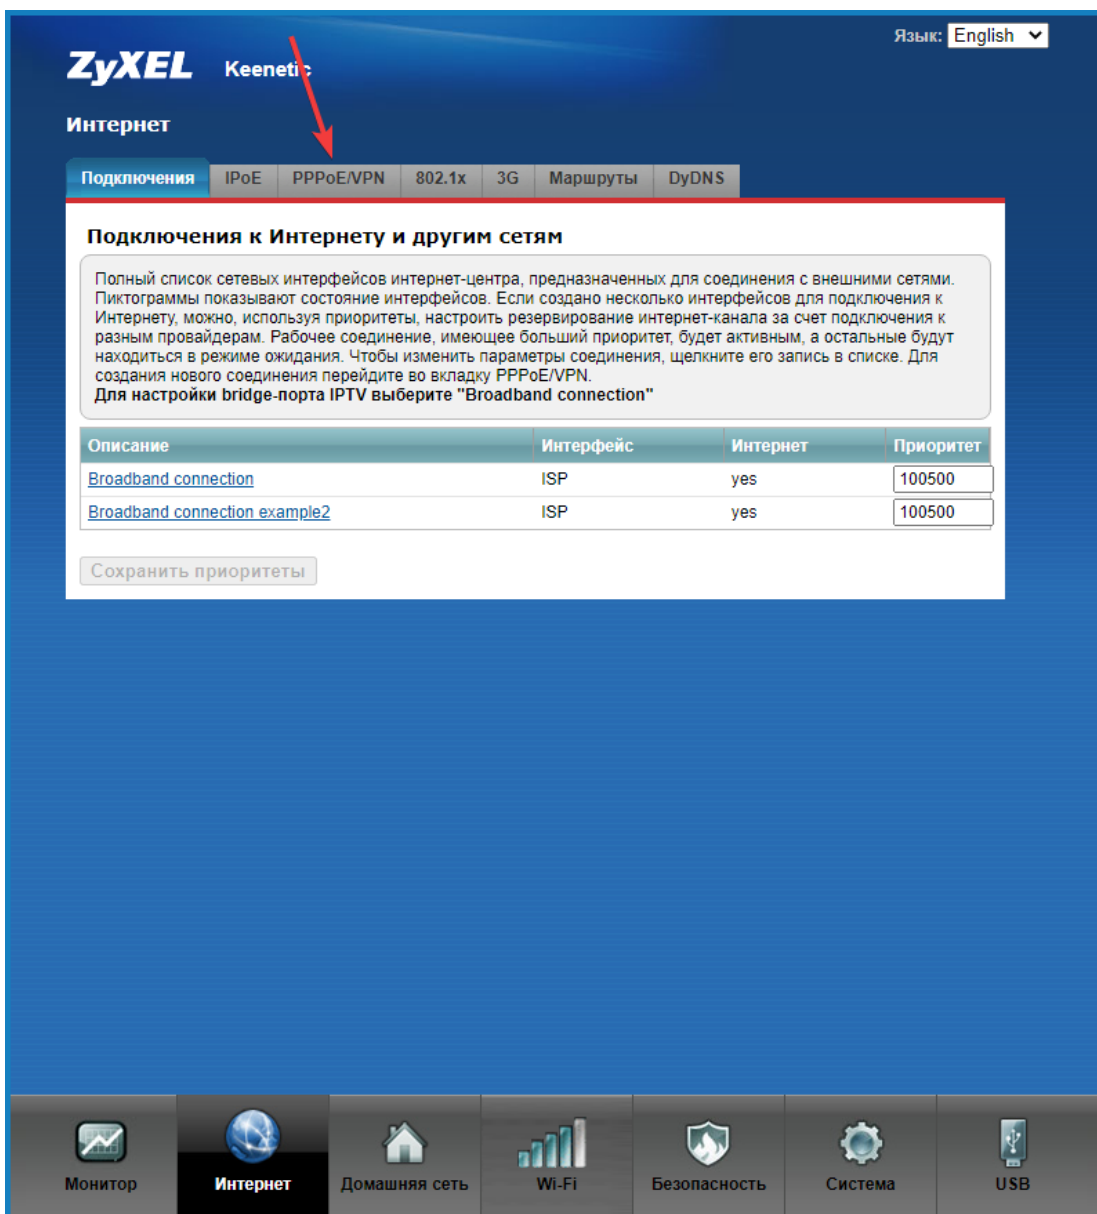 Язык: English
ZyXEL Keenetic
Интернет
Подключения IPoE PPPoE/VPN 802.1x 3G Маршруты DyDNS
Подключения к Интернету и другим сетям
Полный список сетевых интерфейсов интернет-центра, предназначенных для соединения с внешними сетями.
Пиктограммы показывают состояние интерфейсов. Если создано несколько интерфейсов для подключения к
Интернету, можно, используя приоритеты, настроить резервирование интернет-канала за счет подключения к
разным провайдерам. Рабочее соединение, имеющее больший приоритет, будет активным, а остальные будут
находиться в режиме ожидания. Чтобы изменить параметры соединения, щелкните его запись в списке. Для
создания нового соединения перейдите во вкладку PPPoE/VPN.
Для настройки bridge-порта IPTV выберите "Broadband connection"
Описание Интерфейс Интернет Приоритет
Broadband connection ISP yes 100500
Broadband connection example2 ISP yes 100500
Сохранить приоритеты
Монитор Интернет Домашняя сеть Wi-Fi Безопасность Система USB